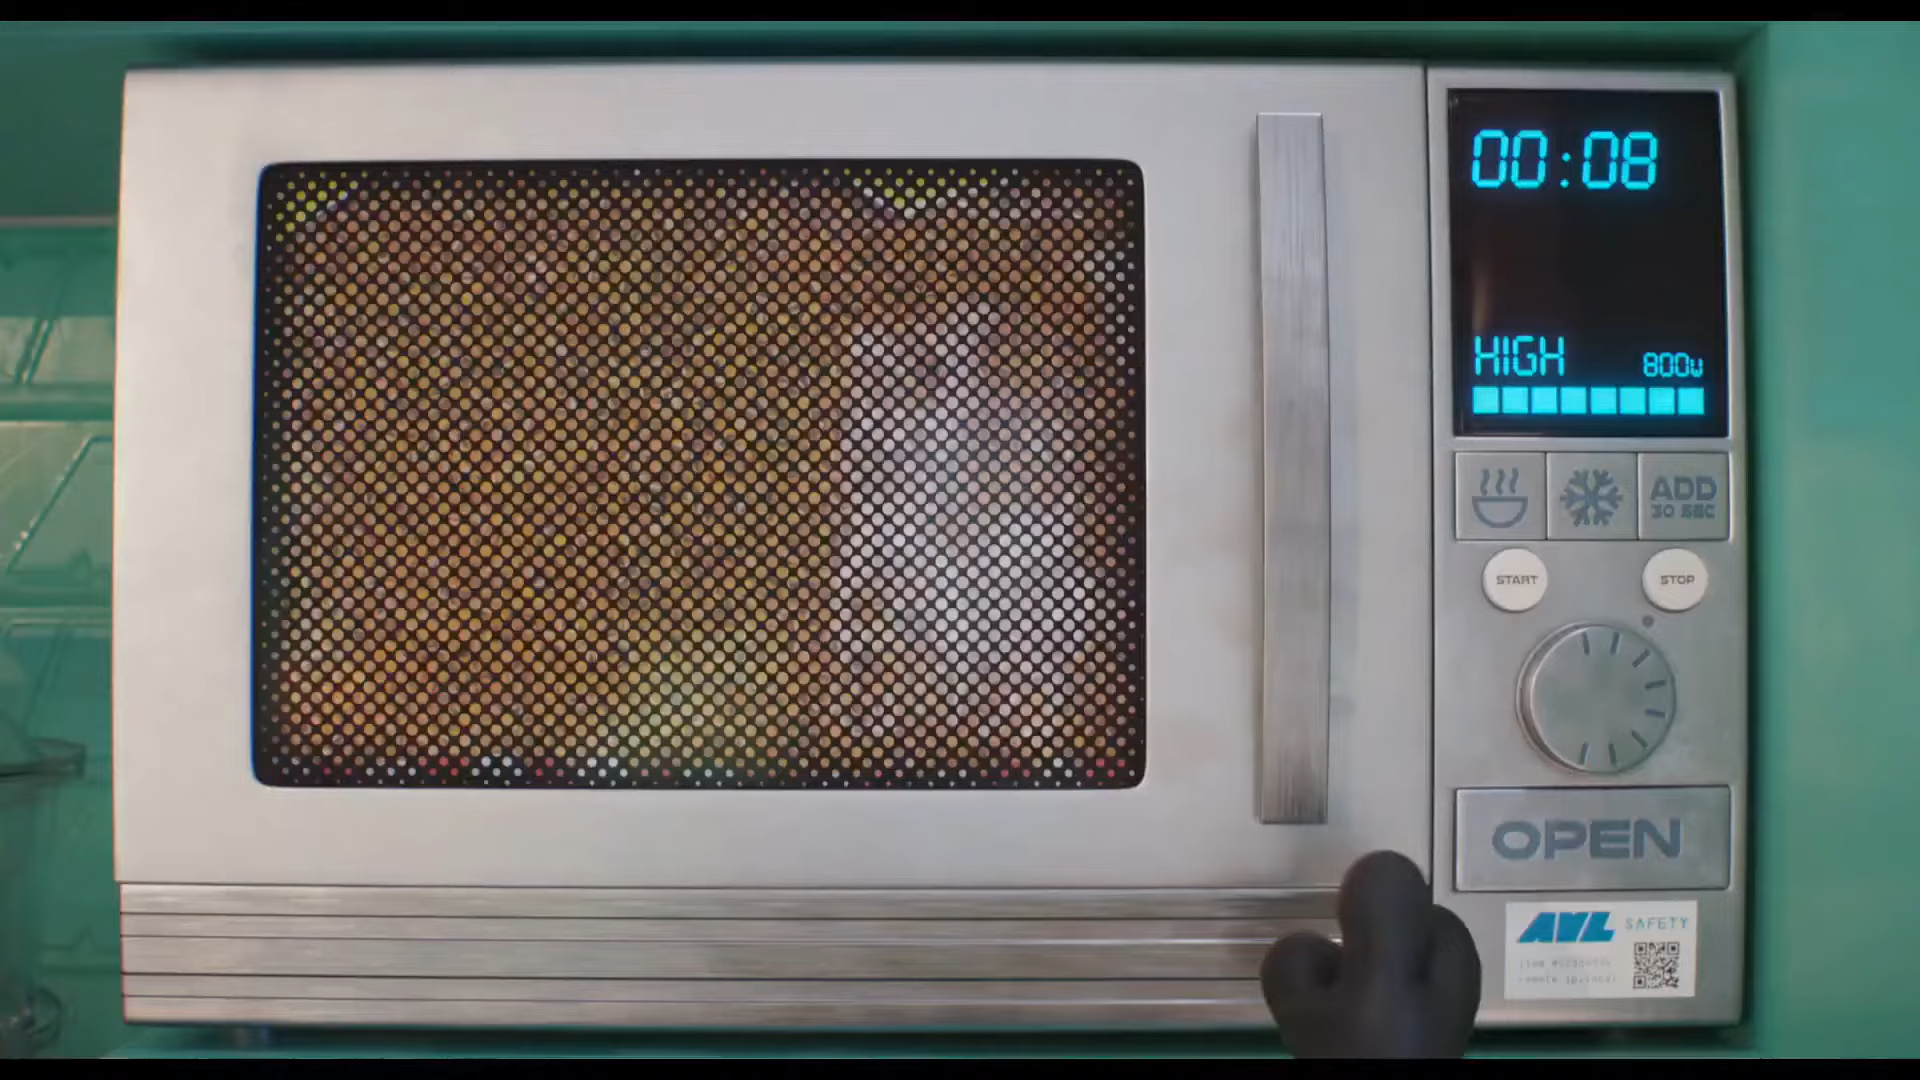 00:08
HIGH 800w
ADD
30 SEC
START STOP
OPEN
AVL SAFETY